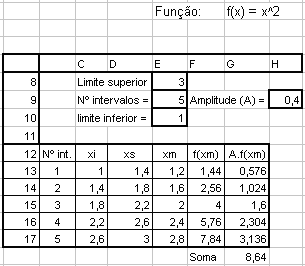 Função: f(x) = x^2
C D E F G H
8 Limite superior 3
9 Nº intervalos = 5 Amplitude (A) = 0,4
10 limite inferior = 1
11
12 Nº int. xi xs xm f(xm) A.f(xm)
13 1 1 1,4 1,2 1,44 0,576
14 2 1,4 1,8 1,6 2,56 1,024
15 3 1,8 2,2 2 4 1,6
16 4 2,2 2,6 2,4 5,76 2,304
17 5 2,6 3 2,8 7,84 3,136
Soma 8,64